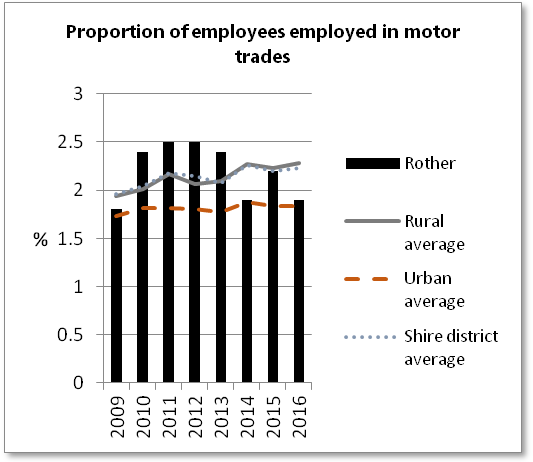 Proportion of employees employed in motor
trades
3
2.5
2
1.5
1
0.5
0
%
2009
2010
2011
2012
2013
2014
2015
2016
Rother
Rural
average
Urban
average
Shire district
average